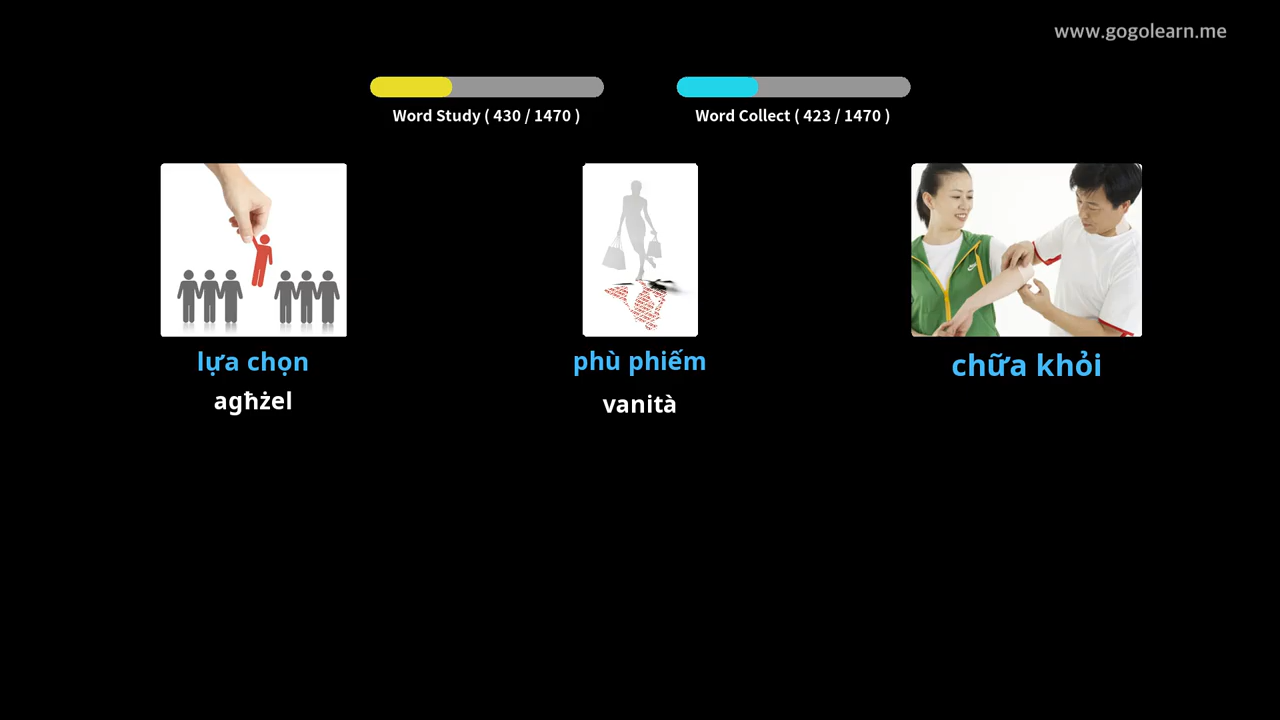 www.gogolearn.me
Word Study ( 430 / 1470 )
Word Collect ( 423 / 1470 )
lựa chọn
agħżel
phù phiếm
vanità
chữa khỏi